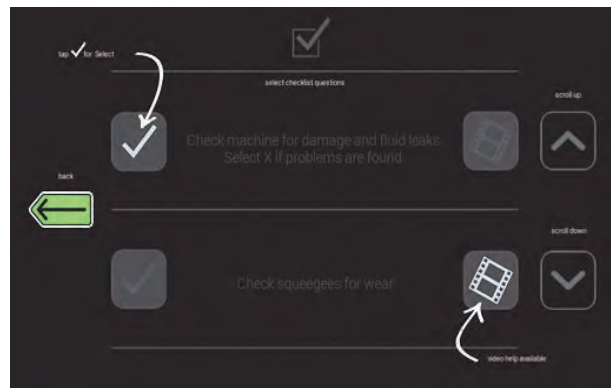 tap ✓ for Select
select checklist questions
scroll up
Check machine for damage and fluid leaks
Select X if problems are found
back
scroll down
Check squeegees for wear
video help available